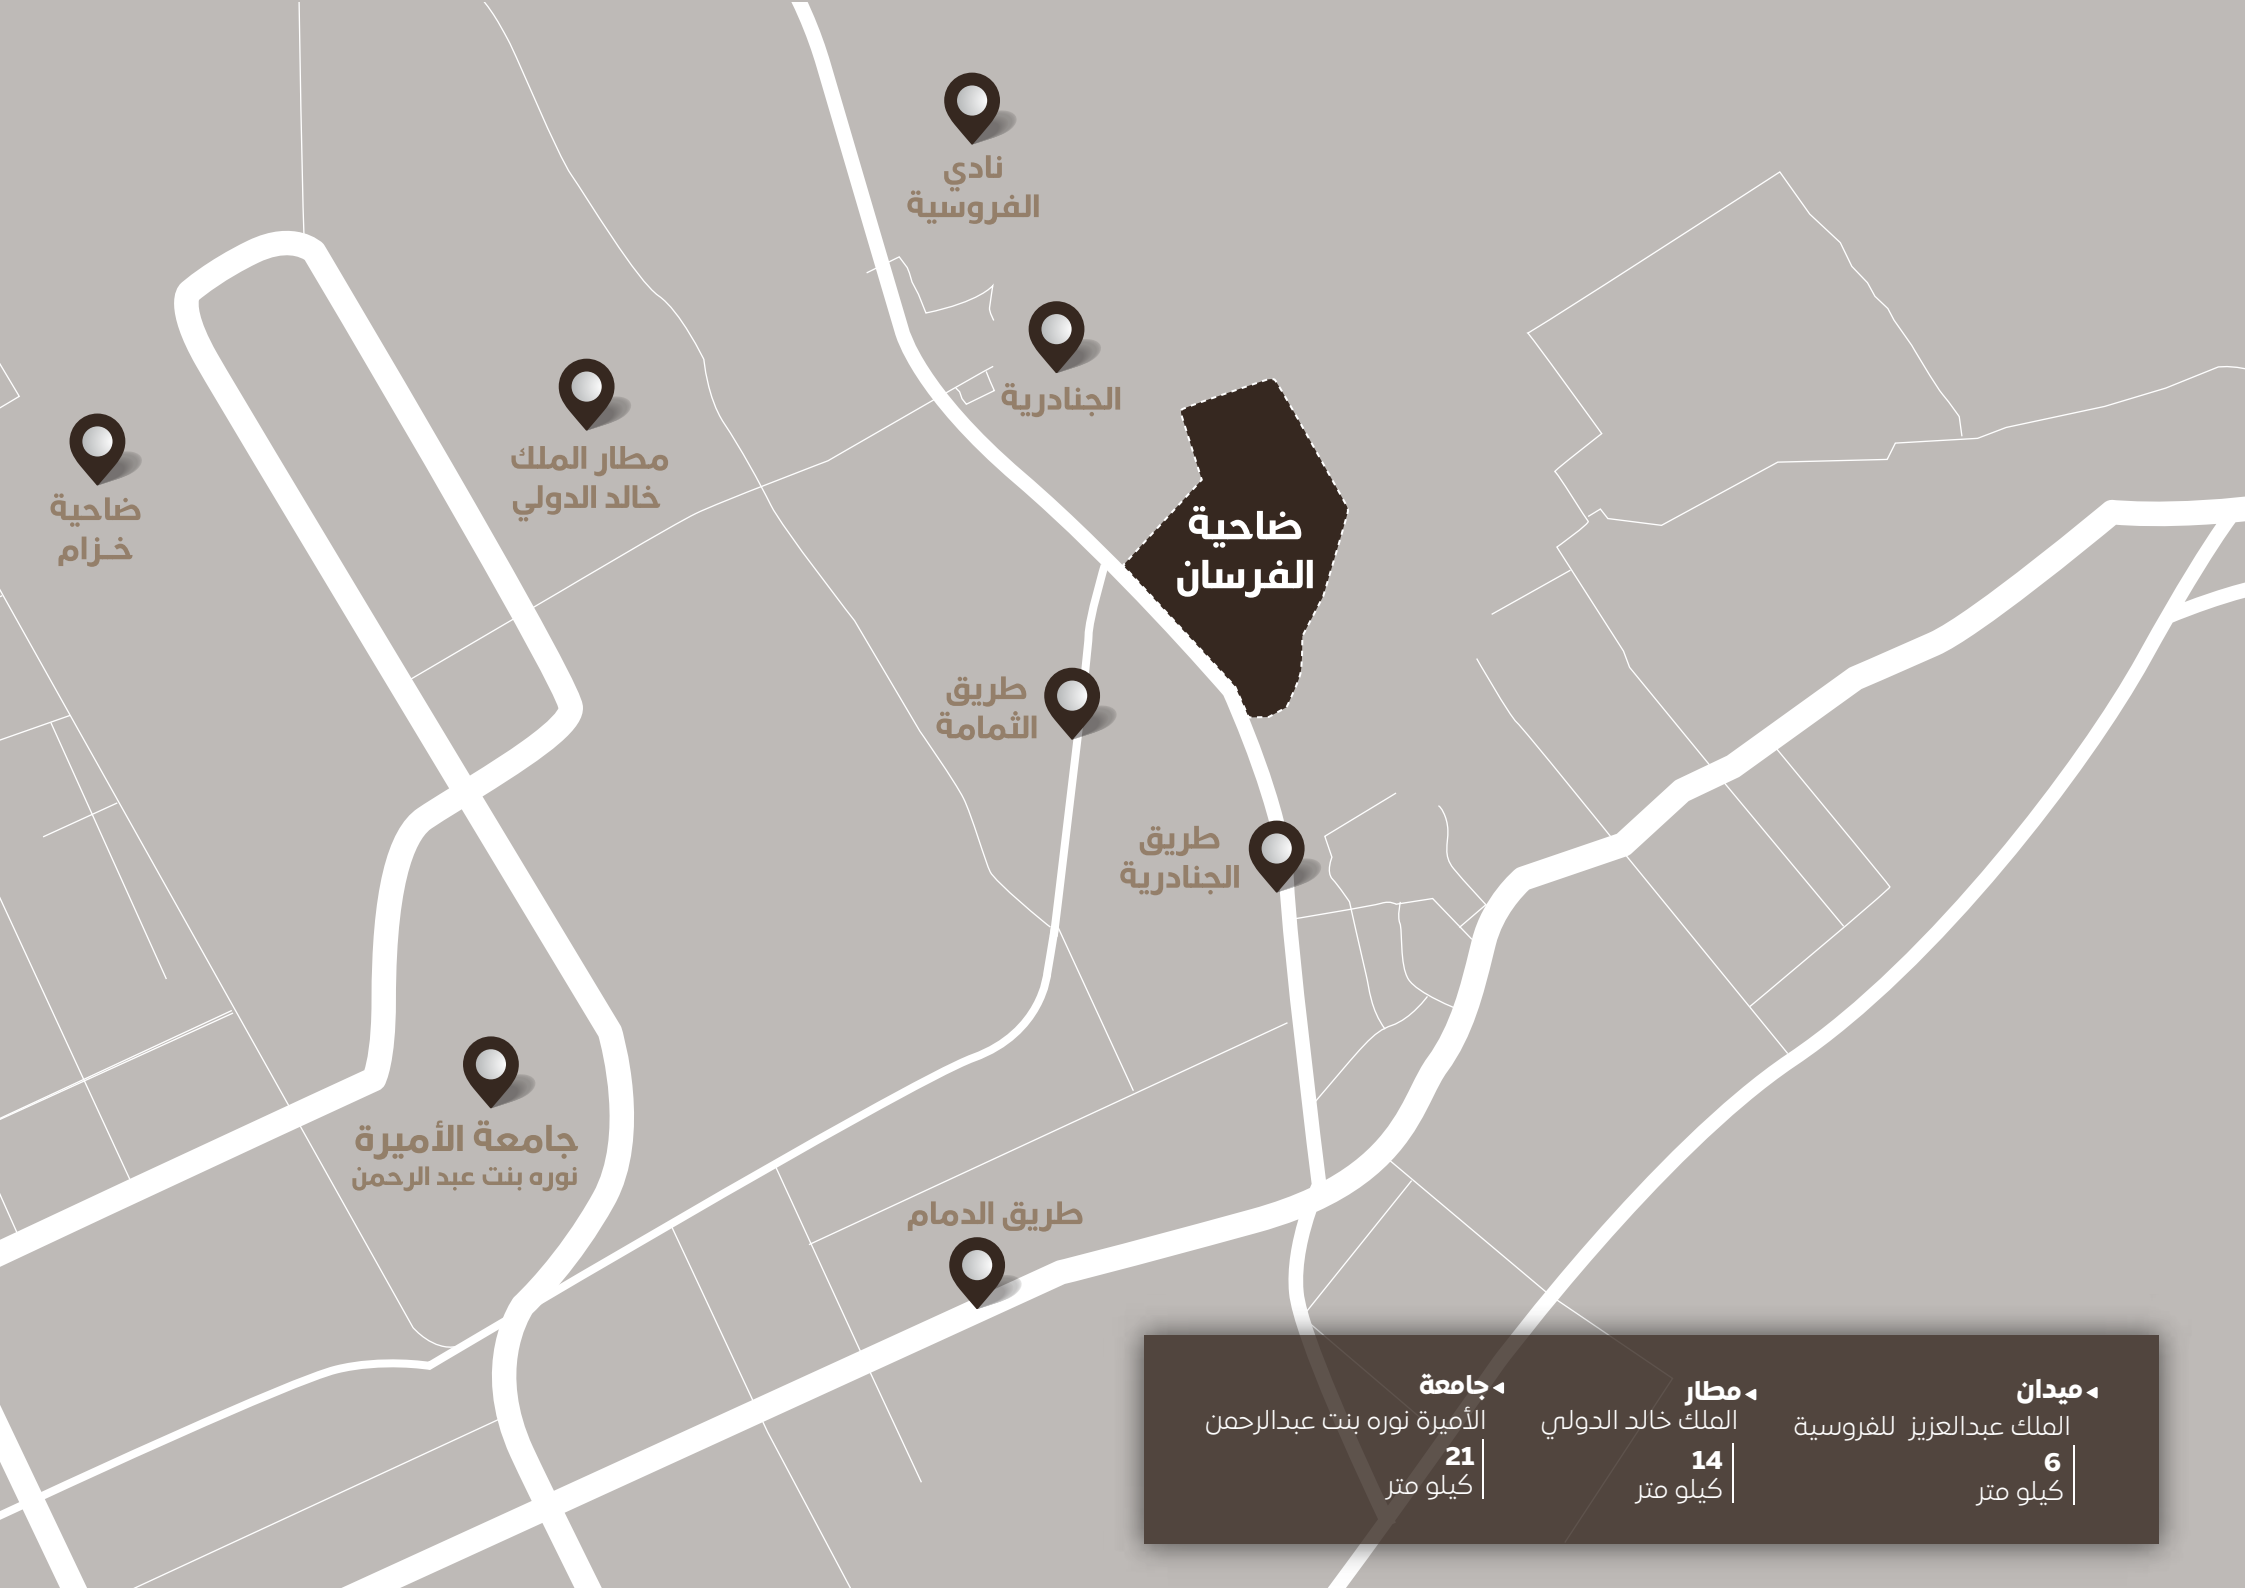 نادي
الفروسية
الجنادرية
مطار الملك
خالد الدولي
ضاحية
خـزام
ضاحية
الفرسان
طريق
الثمامة
طريق
الجنادرية
جامعة الأميرة
نوره بنت عبد الرحمن
طريق الدمام
ميدان
الملك عبدالعزيز للفروسية
6
كيلو متر
مطار
الملك خالد الدولي
14
كيلو متر
جامعة
الأميرة نوره بنت عبدالرحمن
21
كيلو متر